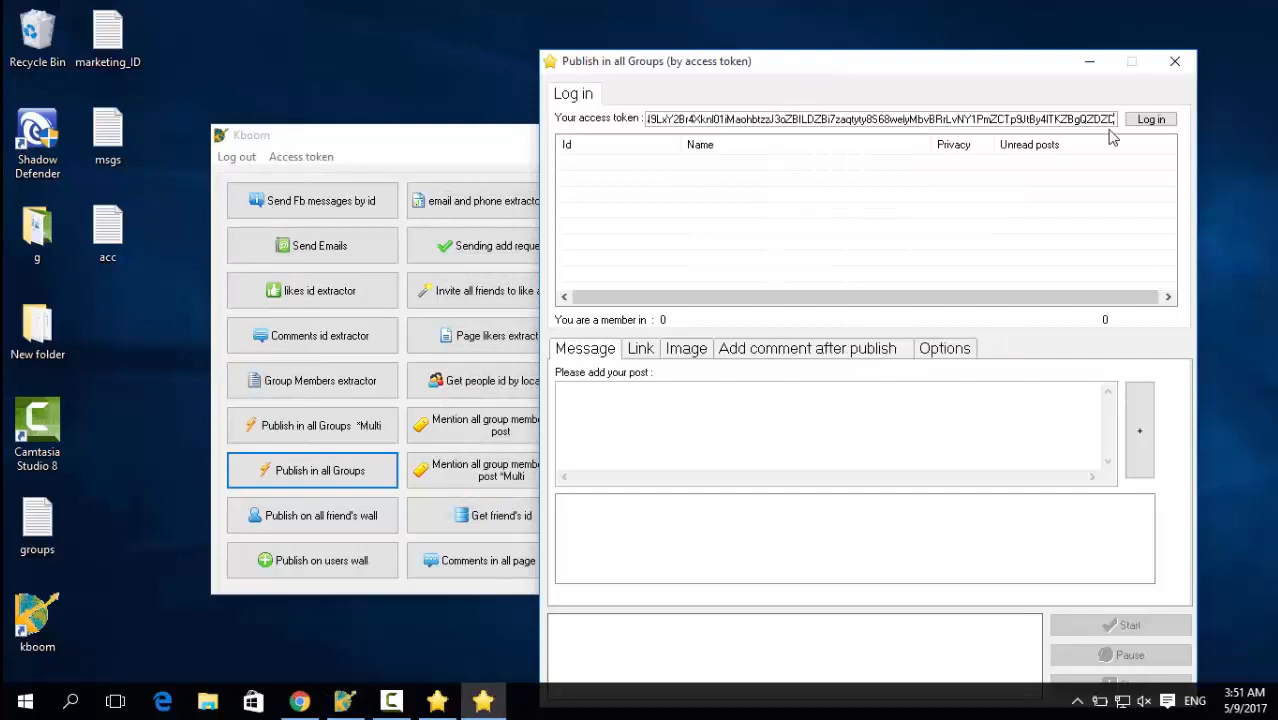 Recycle Bin
marketing_ID
Shadow
Defender
msgs
g
acc
New folder
Camtasia
Studio 8
groups
kboom
Kboom
Log out
Access token
Send Fb messages by id
email and phone extracto
Send Emails
Sending add reque
likes id extractor
Invite all friends to like a
Comments id extractor
Page likers extract
Group Members extractor
Get people id by loca
Publish in all Groups *Multi
Mention all group membe
post
Publish in all Groups
Mention all group membe
post *Multi
Publish on all friend's wall
Get friend's id
Publish on users wall
Comments in all page
Publish in all Groups (by access token)
Log in
Your access token :
Log in
Id
Name
Privacy
Unread posts
You are a member in : 0
0
Message
Link
Image
Add comment after publish
Options
Please add your post :
+
Start
Pause
ENG
3:51 AM
5/9/2017